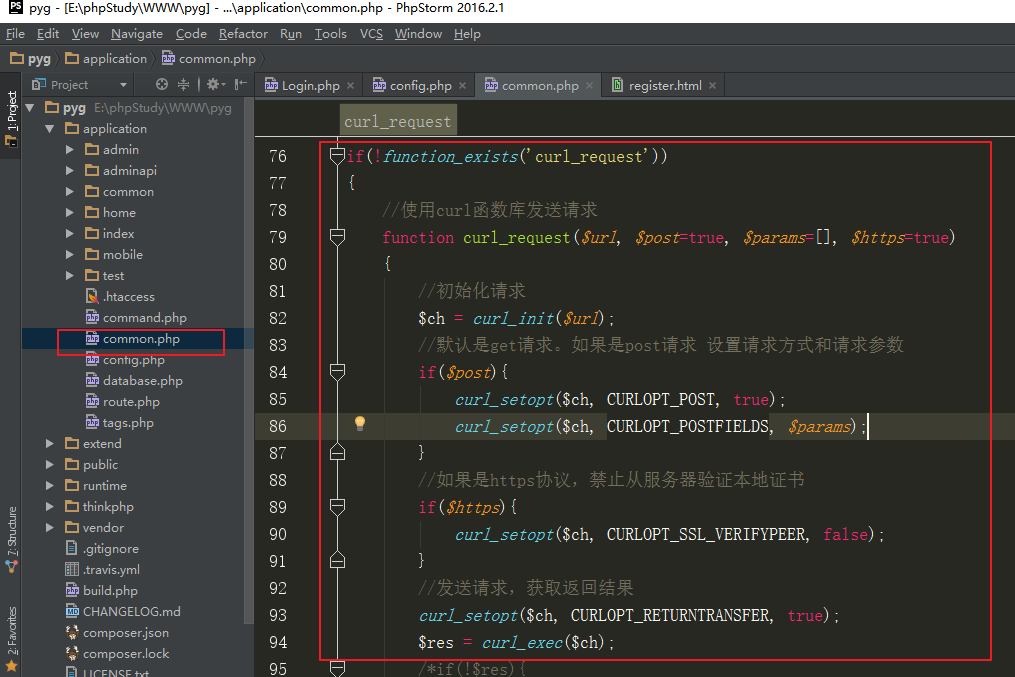 pyg - [E:\phpStudy\WWW\pyg] - ...\application\common.php - PhpStorm 2016.2.1
File Edit View Navigate Code Refactor Run Tools VCS Window Help
pyg application common.php
Project
Login.php config.php common.php register.html
1: Project
7: Structure
2: Favorites
pyg E:\phpStudy\WWW\pyg
application
admin
adminapi
common
home
index
mobile
test
.htaccess
command.php
common.php
config.php
database.php
route.php
tags.php
extend
public
runtime
thinkphp
vendor
.gitignore
.travis.yml
build.php
CHANGELOG.md
composer.json
composer.lock
LICENSE.txt
curl_request
76 if(!function_exists('curl_request'))
77 {
78 //使用curl函数库发送请求
79 function curl_request($url, $post=true, $params=[], $https=true)
80 {
81 //初始化请求
82 $ch = curl_init($url);
83 //默认是get请求。如果是post请求 设置请求方式和请求参数
84 if($post){
85 curl_setopt($ch, CURLOPT_POST, true);
86 curl_setopt($ch, CURLOPT_POSTFIELDS, $params);
87 }
88 //如果是https协议，禁止从服务器验证本地证书
89 if($https){
90 curl_setopt($ch, CURLOPT_SSL_VERIFYPEER, false);
91 }
92 //发送请求，获取返回结果
93 curl_setopt($ch, CURLOPT_RETURNTRANSFER, true);
94 $res = curl_exec($ch);
95 /*if(!$res){